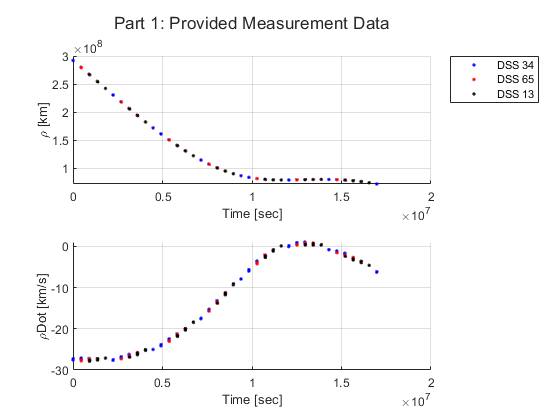 Part 1: Provided Measurement Data
×10^8
3
2.5
2
1.5
1
ρ [km]
0
0.5
1
1.5
2
×10^7
Time [sec]
DSS 34
DSS 65
DSS 13
0
-10
-20
-30
ρDot [km/s]
0
0.5
1
1.5
2
×10^7
Time [sec]